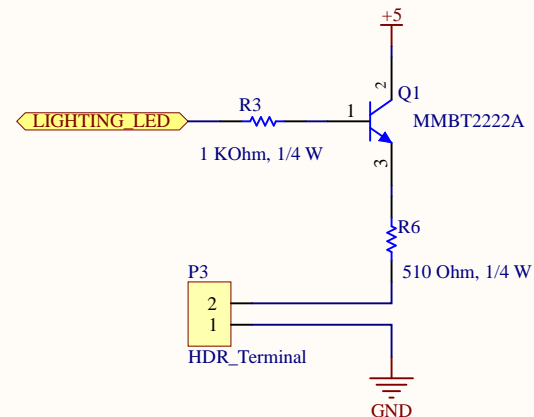 +5
2
Q1
R3
1
LIGHTING_LED
MMBT2222A
1 KOhm, 1/4 W
3
R6
510 Ohm, 1/4 W
P3
2
1
HDR_Terminal
GND